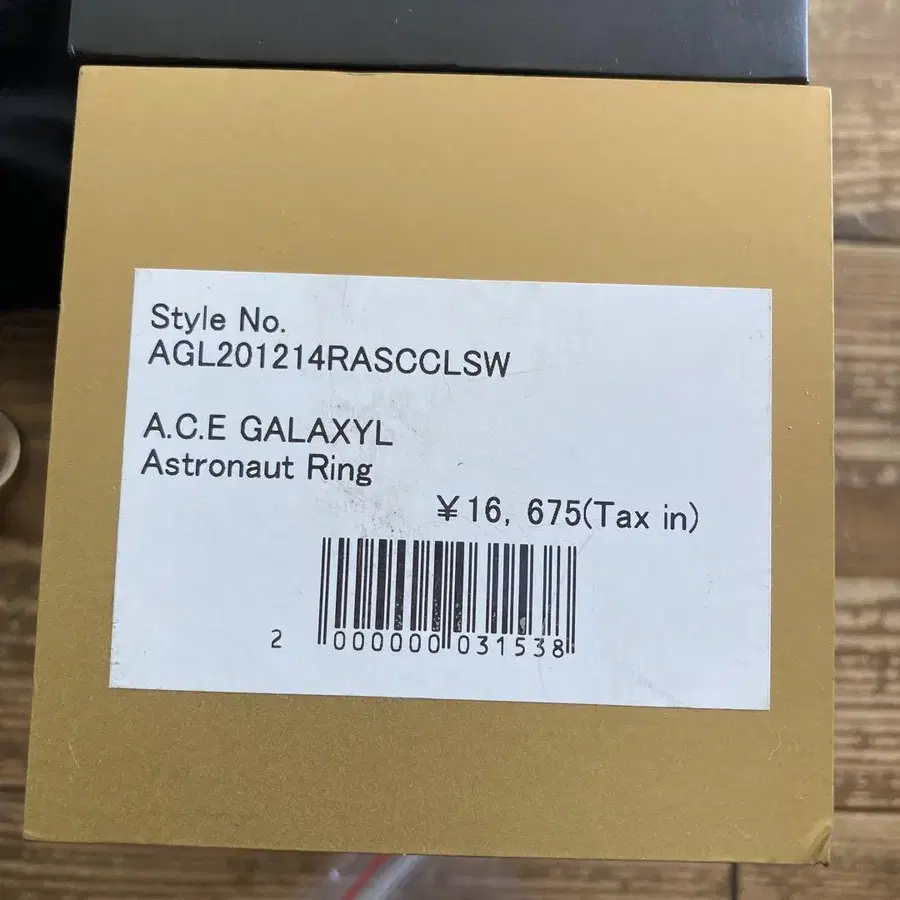 Style No.
AGL201214RASCCLSW
A.C.E GALAXYL
Astronaut Ring
¥16, 675(Tax in)
2 000000 031538